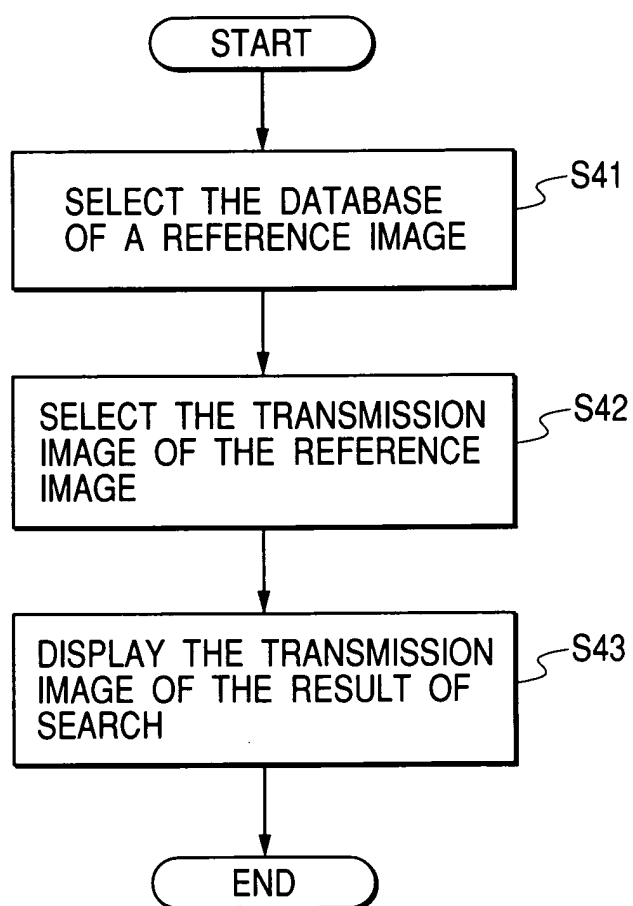 START
S41
SELECT THE DATABASE
OF A REFERENCE IMAGE
S42
SELECT THE TRANSMISSION
IMAGE OF THE REFERENCE
IMAGE
S43
DISPLAY THE TRANSMISSION
IMAGE OF THE RESULT OF
SEARCH
END